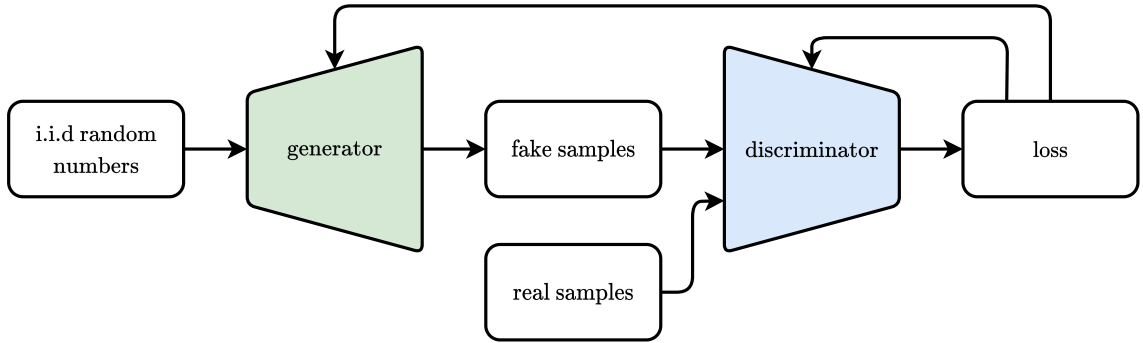 i.i.d random
numbers
generator
fake samples
discriminator
loss
real samples